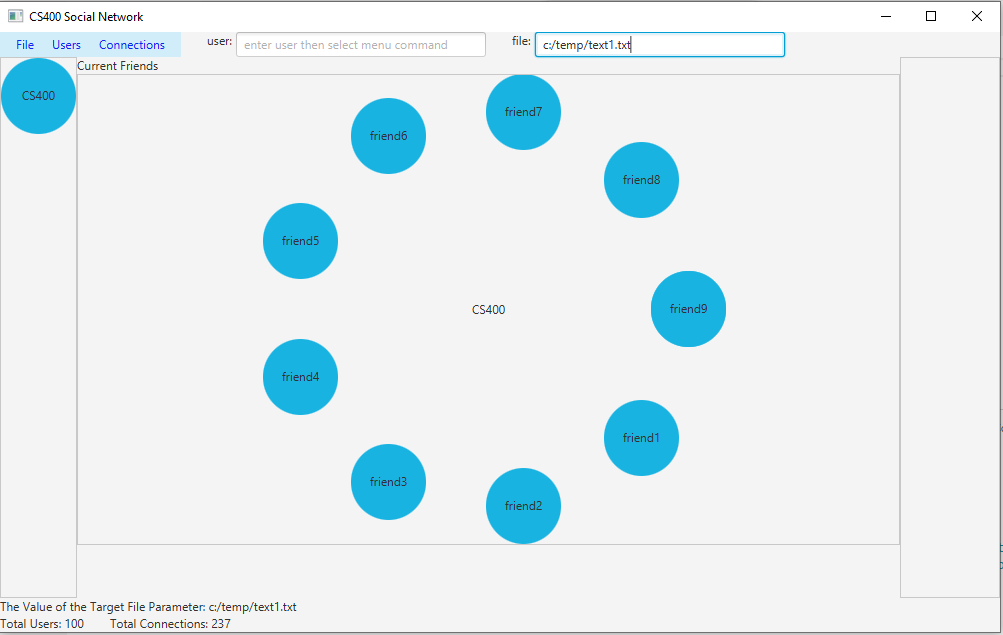 CS400 Social Network
File Users Connections user: enter user then select menu command file: c:/temp/text1.txt
Current Friends
CS400
friend7
friend6
friend8
friend5
friend9
CS400
friend4
friend1
friend3
friend2
The Value of the Target File Parameter: c:/temp/text1.txt
Total Users: 100 Total Connections: 237